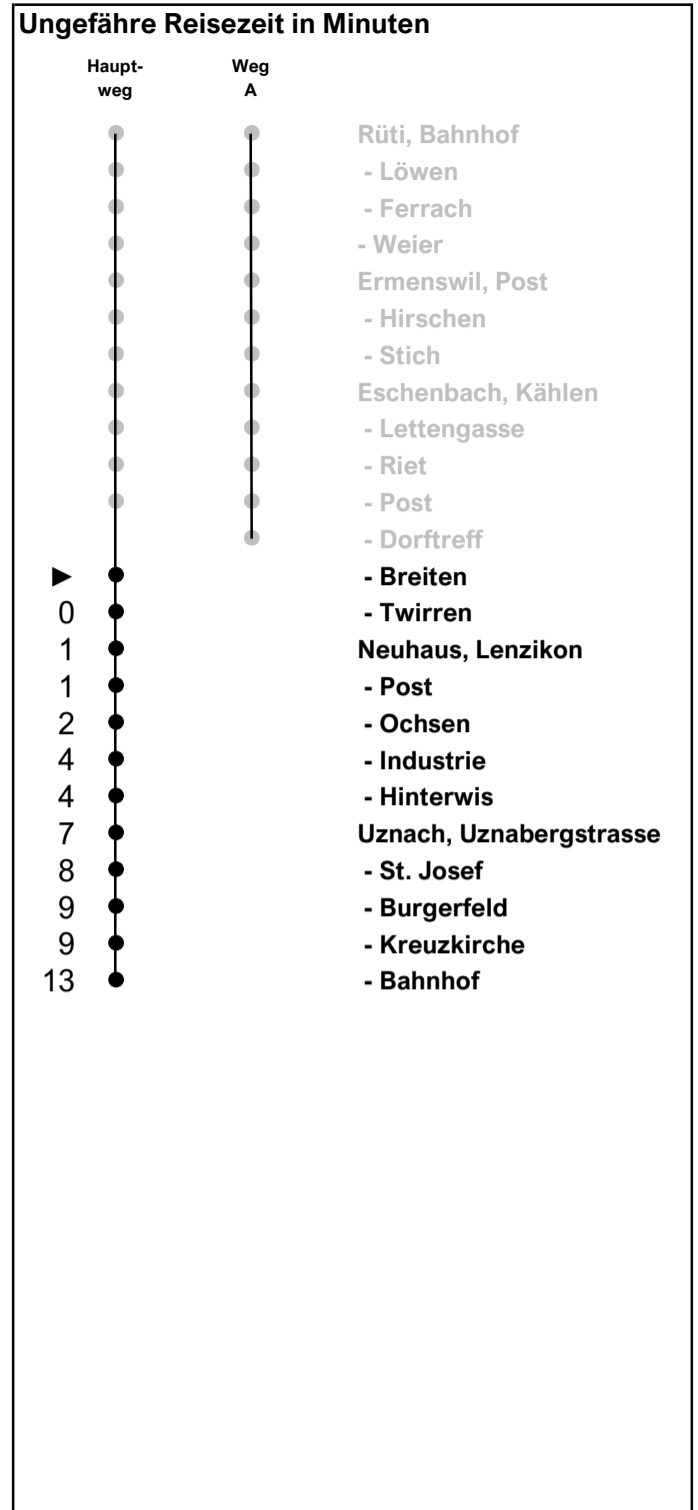 Ungefähre Reisezeit in Minuten
Haupt- Weg
weg A
Rüti, Bahnhof
- Löwen
- Ferrach
- Weier
Ermenswil, Post
- Hirschen
- Stich
Eschenbach, Kählen
- Lettengasse
- Riet
- Post
- Dorftreff
► - Breiten
0 - Twirren
1 Neuhaus, Lenzikon
1 - Post
2 - Ochsen
4 - Industrie
4 - Hinterwis
7 Uznach, Uznabergstrasse
8 - St. Josef
9 - Burgerfeld
9 - Kreuzkirche
13 - Bahnhof